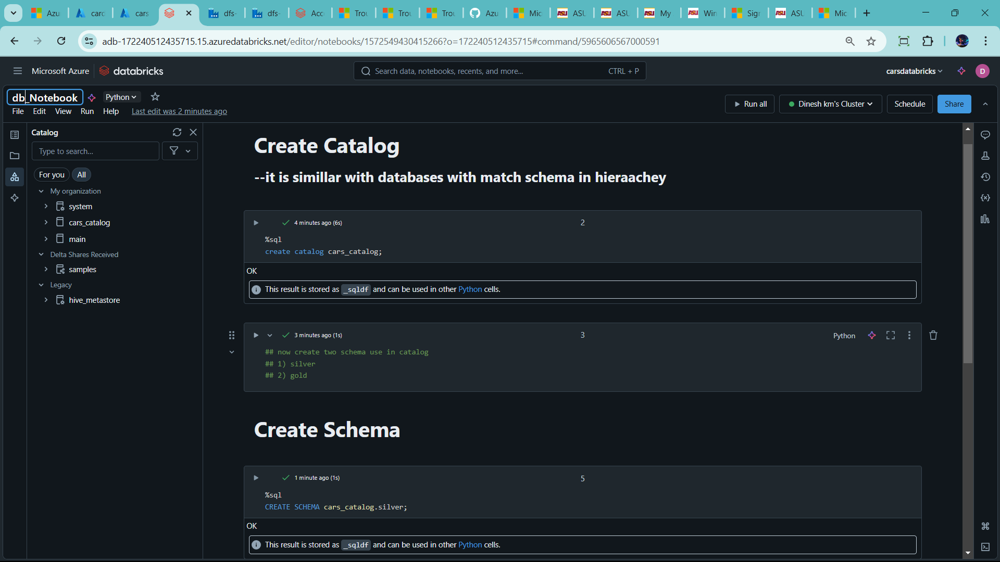 Azu
card
cars
dfs-
dfs-
Acc
Trou
Trou
Trou
Azu
Mic
ASU
ASU
My
Win
Sign
ASU
Mic
adb-172240512435715.15.azuredatabricks.net/editor/notebooks/1572549430415266?o=172240512435715#command/5965606567000591
Microsoft Azure
databricks
Search data, notebooks, recents, and more...
CTRL + P
carsdatabricks
D
db_Notebook
Python
File
Edit
View
Run
Help
Last edit was 2 minutes ago
Run all
Dinesh km's Cluster
Schedule
Share
Catalog
Type to search...
For you
All
My organization
system
cars_catalog
main
Delta Shares Received
samples
Legacy
hive_metastore
Create Catalog
--it is simillar with databases with match schema in hieraachey
4 minutes ago (6s)
2
%sql
create catalog cars_catalog;
OK
This result is stored as _sqldf and can be used in other Python cells.
3 minutes ago (1s)
3
Python
## now create two schema use in catalog
## 1) silver
## 2) gold
Create Schema
1 minute ago (1s)
5
%sql
CREATE SCHEMA cars_catalog.silver;
OK
This result is stored as _sqldf and can be used in other Python cells.